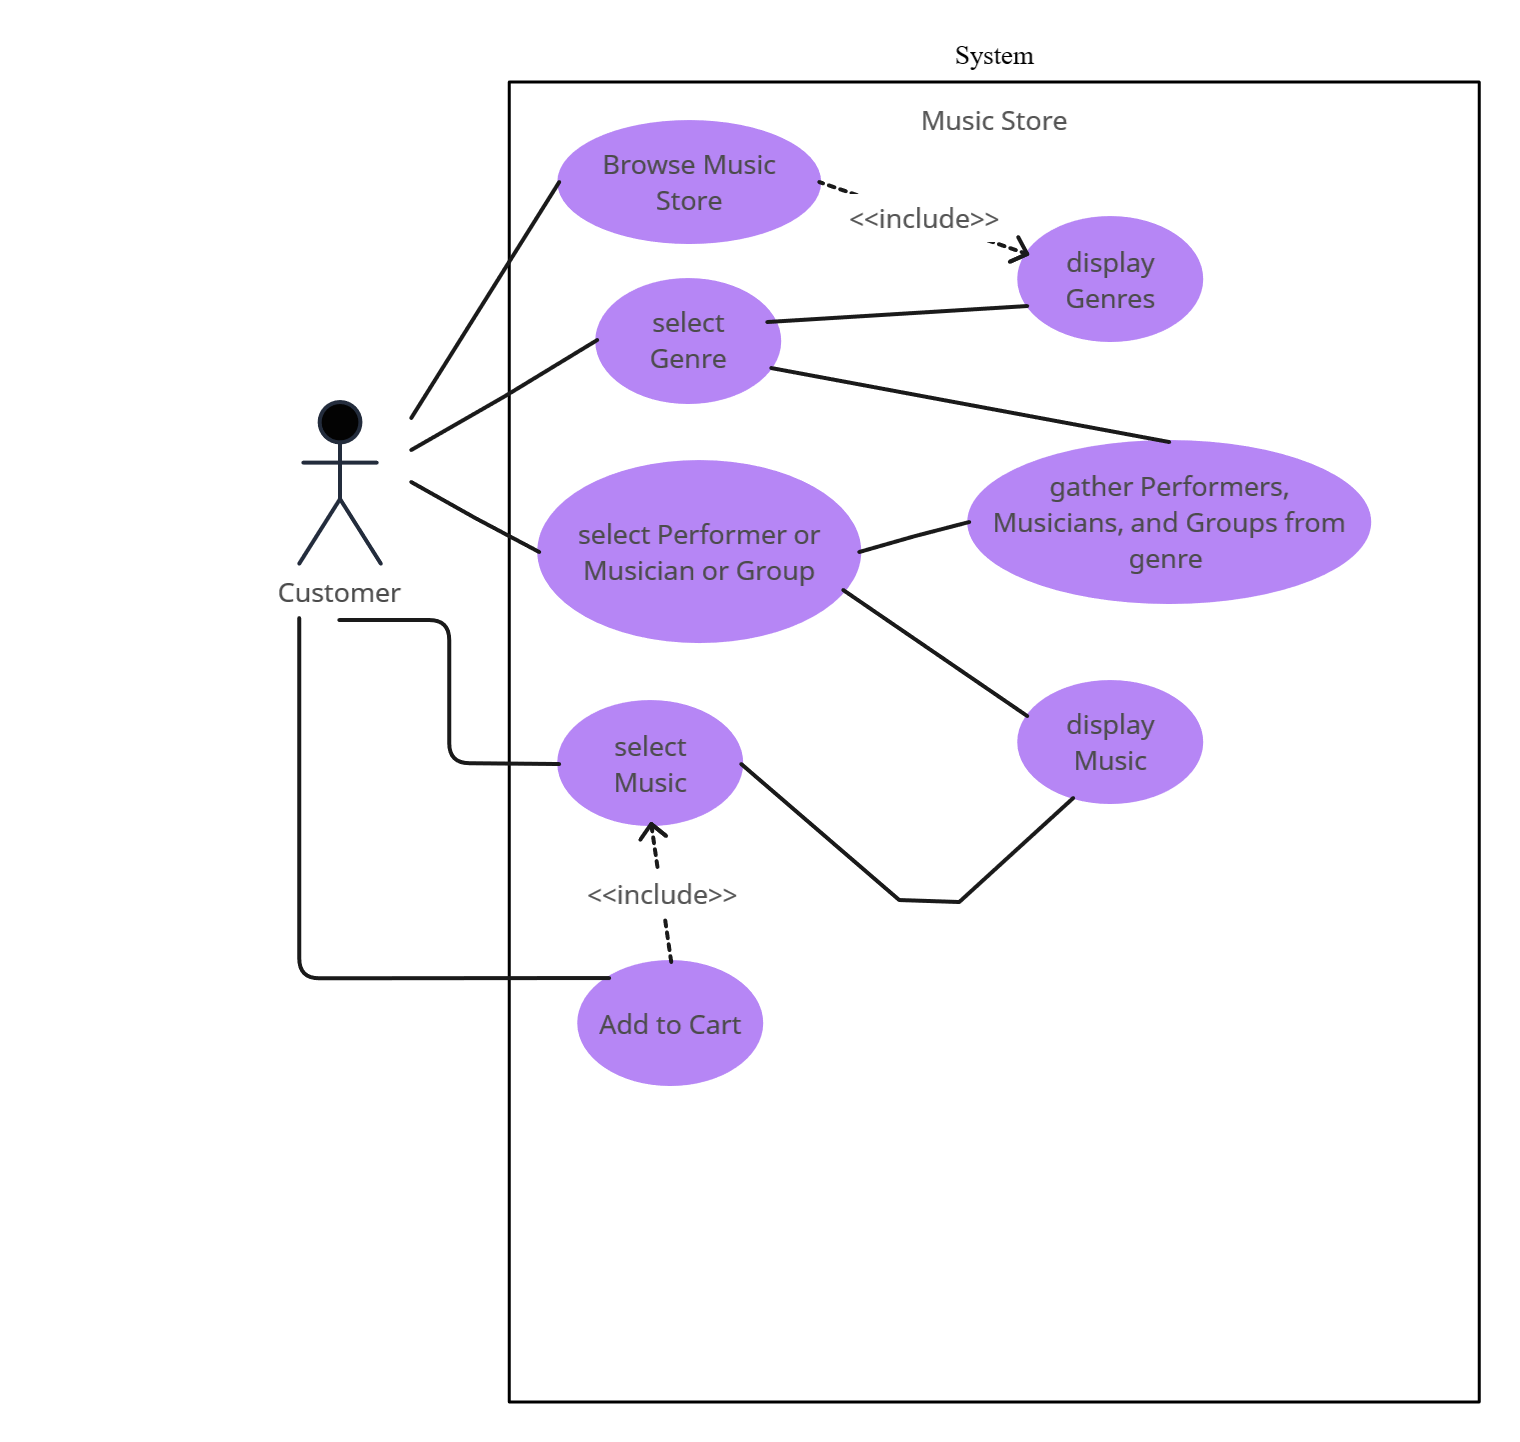 System
Music Store
Browse Music
Store
<<include>>
display
Genres
select
Genre
gather Performers,
Musicians, and Groups from
genre
select Performer or
Musician or Group
Customer
display
Music
select
Music
<<include>>
Add to Cart